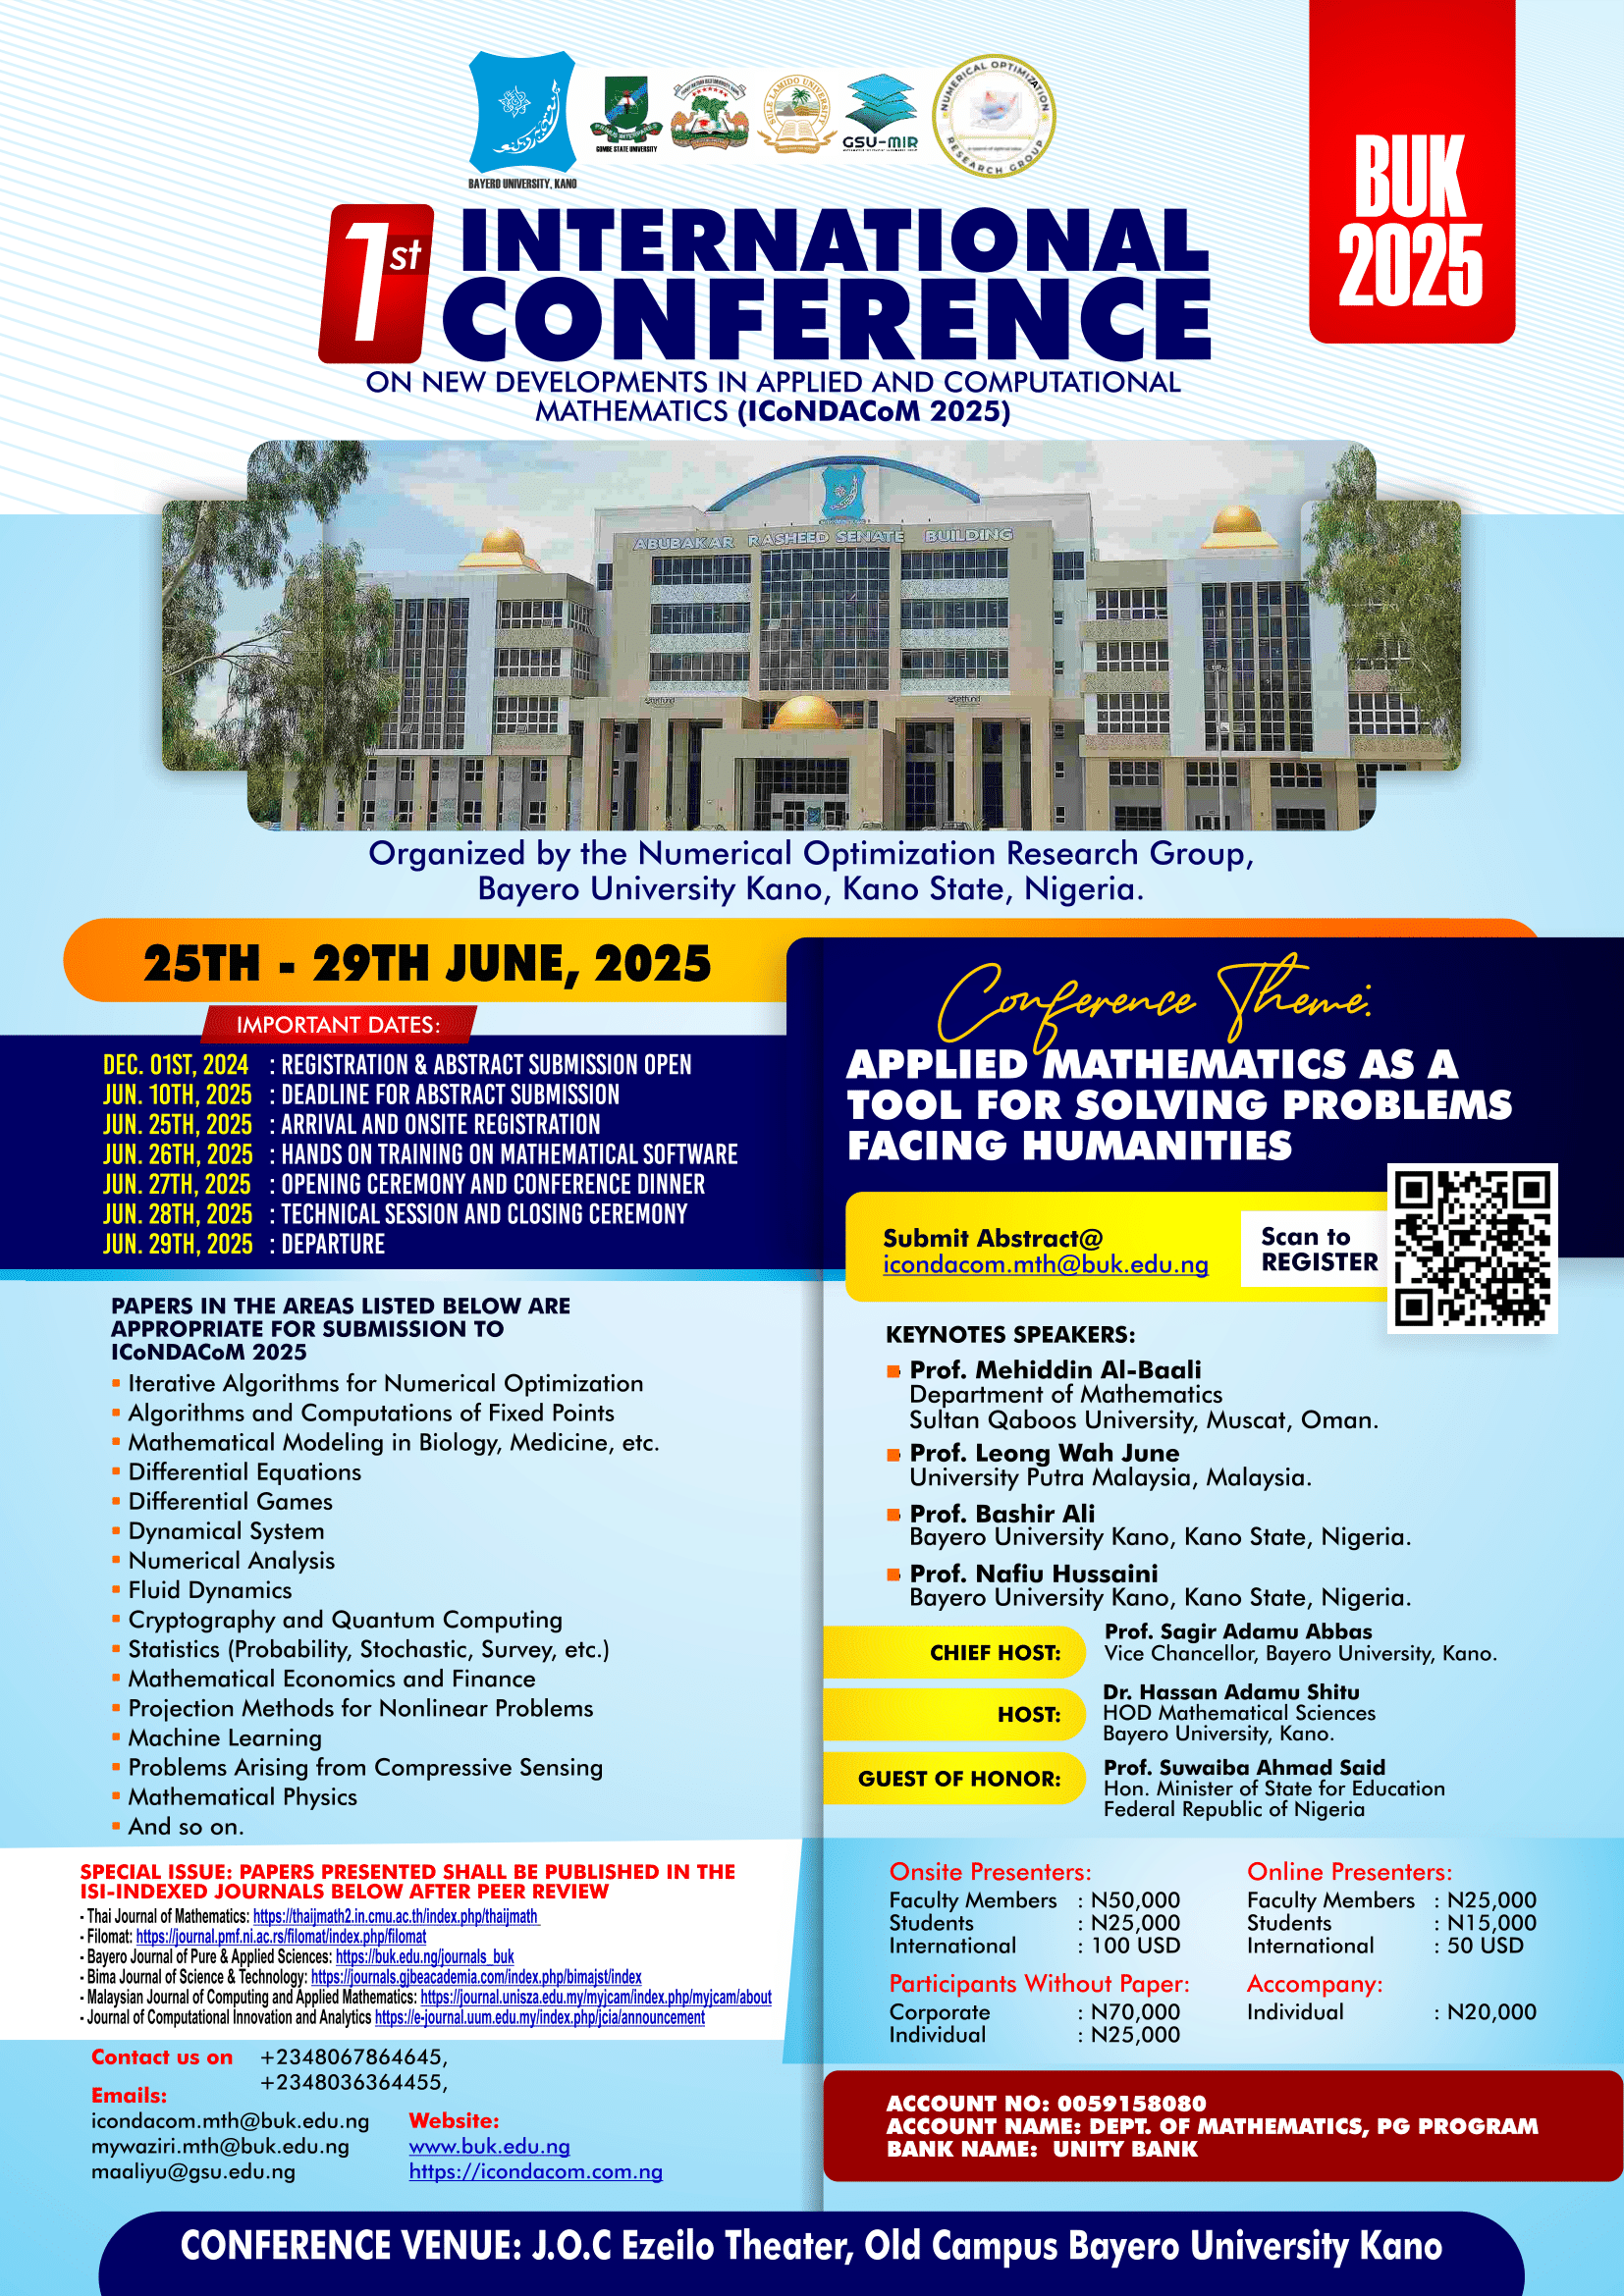 BAYERO UNIVERSITY, KANO
GOMBE STATE UNIVERSITY
SULE LAMIDO UNIVERSITY
GSU-MIR
NUMERICAL OPTIMIZATION
RESEARCH GROUP
BUK
2025
1st INTERNATIONAL
CONFERENCE
ON NEW DEVELOPMENTS IN APPLIED AND COMPUTATIONAL
MATHEMATICS (ICoNDACoM 2025)
ABUBAKAR RASHEED SENATE BUILDING
tetfund
tetfund
Organized by the Numerical Optimization Research Group,
Bayero University Kano, Kano State, Nigeria.
25TH - 29TH JUNE, 2025
IMPORTANT DATES:
DEC. 01ST, 2024 : REGISTRATION & ABSTRACT SUBMISSION OPEN
JUN. 10TH, 2025 : DEADLINE FOR ABSTRACT SUBMISSION
JUN. 25TH, 2025 : ARRIVAL AND ONSITE REGISTRATION
JUN. 26TH, 2025 : HANDS ON TRAINING ON MATHEMATICAL SOFTWARE
JUN. 27TH, 2025 : OPENING CEREMONY AND CONFERENCE DINNER
JUN. 28TH, 2025 : TECHNICAL SESSION AND CLOSING CEREMONY
JUN. 29TH, 2025 : DEPARTURE
Conference Theme:
APPLIED MATHEMATICS AS A
TOOL FOR SOLVING PROBLEMS
FACING HUMANITIES
Submit Abstract@
icondacom.mth@buk.edu.ng
Scan to
REGISTER
PAPERS IN THE AREAS LISTED BELOW ARE
APPROPRIATE FOR SUBMISSION TO
ICoNDACoM 2025
Iterative Algorithms for Numerical Optimization
Algorithms and Computations of Fixed Points
Mathematical Modeling in Biology, Medicine, etc.
Differential Equations
Differential Games
Dynamical System
Numerical Analysis
Fluid Dynamics
Cryptography and Quantum Computing
Statistics (Probability, Stochastic, Survey, etc.)
Mathematical Economics and Finance
Projection Methods for Nonlinear Problems
Machine Learning
Problems Arising from Compressive Sensing
Mathematical Physics
And so on.
KEYNOTES SPEAKERS:
Prof. Mehiddin Al-Baali
Department of Mathematics
Sultan Qaboos University, Muscat, Oman.
Prof. Leong Wah June
University Putra Malaysia, Malaysia.
Prof. Bashir Ali
Bayero University Kano, Kano State, Nigeria.
Prof. Nafiu Hussaini
Bayero University Kano, Kano State, Nigeria.
CHIEF HOST:
Prof. Sagir Adamu Abbas
Vice Chancellor, Bayero University, Kano.
HOST:
Dr. Hassan Adamu Shitu
HOD Mathematical Sciences
Bayero University, Kano.
GUEST OF HONOR:
Prof. Suwaiba Ahmad Said
Hon. Minister of State for Education
Federal Republic of Nigeria
SPECIAL ISSUE: PAPERS PRESENTED SHALL BE PUBLISHED IN THE
ISI-INDEXED JOURNALS BELOW AFTER PEER REVIEW
- Thai Journal of Mathematics: https://thaijmath2.in.cmu.ac.th/index.php/thaijmath
- Filomat: https://journal.pmf.ni.ac.rs/filomat/index.php/filomat
- Bayero Journal of Pure & Applied Sciences: https://buk.edu.ng/journals_buk
- Bima Journal of Science & Technology: https://journals.gjbeacademia.com/index.php/bimajst/index
- Malaysian Journal of Computing and Applied Mathematics: https://journal.unisza.edu.my/myjcam/index.php/myjcam/about
- Journal of Computational Innovation and Analytics https://e-journal.uum.edu.my/index.php/jcia/announcement
Onsite Presenters:
Faculty Members : N50,000
Students : N25,000
International : 100 USD
Online Presenters:
Faculty Members : N25,000
Students : N15,000
International : 50 USD
Participants Without Paper:
Corporate : N70,000
Individual : N25,000
Accompany:
Individual : N20,000
Contact us on +2348067864645,
+2348036364455,
Emails:
icondacom.mth@buk.edu.ng
mywaziri.mth@buk.edu.ng
maaliyu@gsu.edu.ng
Website:
www.buk.edu.ng
https://icondacom.com.ng
ACCOUNT NO: 0059158080
ACCOUNT NAME: DEPT. OF MATHEMATICS, PG PROGRAM
BANK NAME: UNITY BANK
CONFERENCE VENUE: J.O.C Ezeilo Theater, Old Campus Bayero University Kano